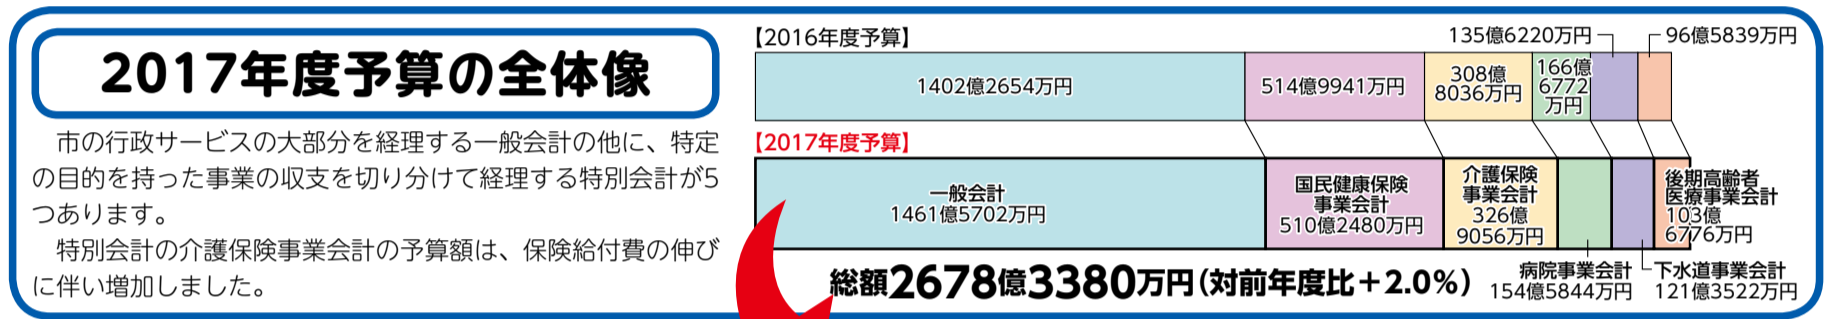 2017年度予算の全体像
　市の行政サービスの大部分を経理する一般会計の他に、特定
の目的を持った事業の収支を切り分けて経理する特別会計が5
つあります。
　特別会計の介護保険事業会計の予算額は、保険給付費の伸び
に伴い増加しました。
【2016年度予算】
135億6220万円
96億5839万円
1402億2654万円
514億9941万円
308億
8036万円
166億
6772
万円
【2017年度予算】
一般会計
1461億5702万円
国民健康保険
事業会計
510億2480万円
介護保険
事業会計
326億
9056万円
後期高齢者
医療事業会計
103億
6776万円
病院事業会計
154億5844万円
下水道事業会計
121億3522万円
総額2678億3380万円（対前年度比＋2.0％）